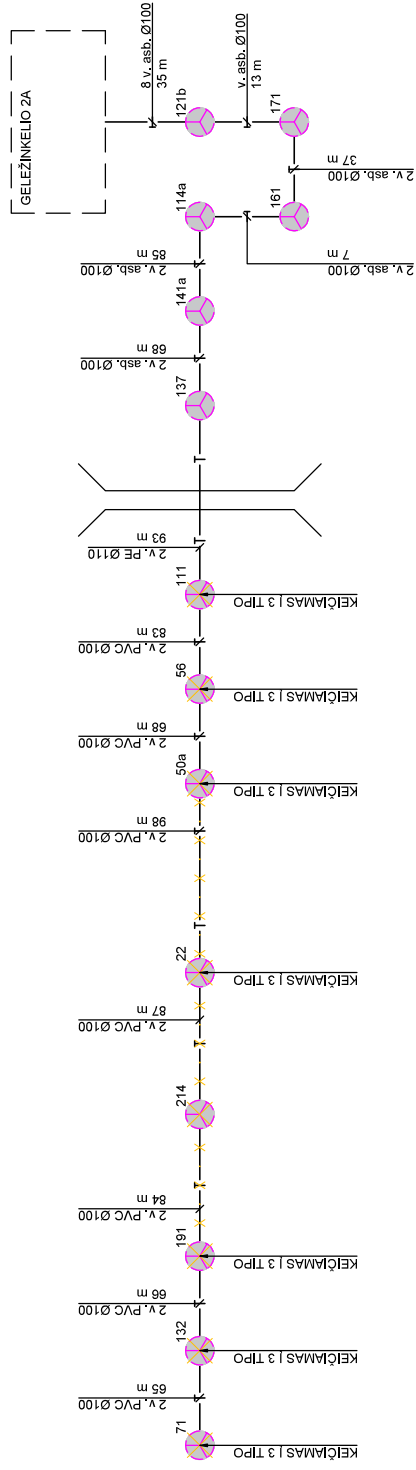 GELEŽINKELIO 2A
8 v. asb. Ø100
35 m
121b
v. asb. Ø100
13 m
171
2 v. asb. Ø100
37 m
161
2 v. asb. Ø100
7 m
114a
2 v. asb. Ø100
85 m
141a
2 v. asb. Ø100
68 m
137
2 v. PE Ø110
93 m
111
KEIČIAMAS Į 3 TIPO
2 v. PVC Ø100
83 m
56
KEIČIAMAS Į 3 TIPO
2 v. PVC Ø100
68 m
50a
KEIČIAMAS Į 3 TIPO
2 v. PVC Ø100
98 m
22
KEIČIAMAS Į 3 TIPO
2 v. PVC Ø100
87 m
214
2 v. PVC Ø100
84 m
191
KEIČIAMAS Į 3 TIPO
2 v. PVC Ø100
66 m
132
KEIČIAMAS Į 3 TIPO
2 v. PVC Ø100
65 m
71
KEIČIAMAS Į 3 TIPO